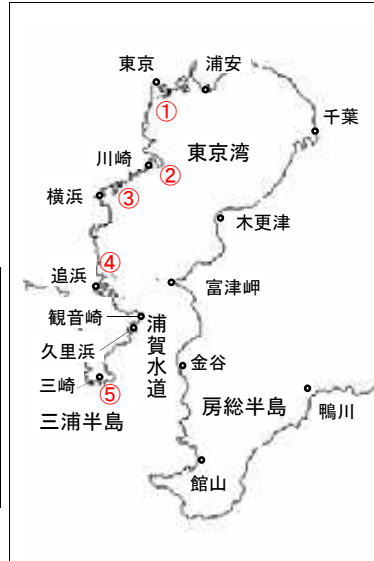 東京
浦安
①
千葉
川崎
東京湾
②
横浜
③
木更津
④
追浜
富津岬
観音崎
浦賀水道
久里浜
金谷
三崎
⑤
房総半島
三浦半島
鴨川
館山